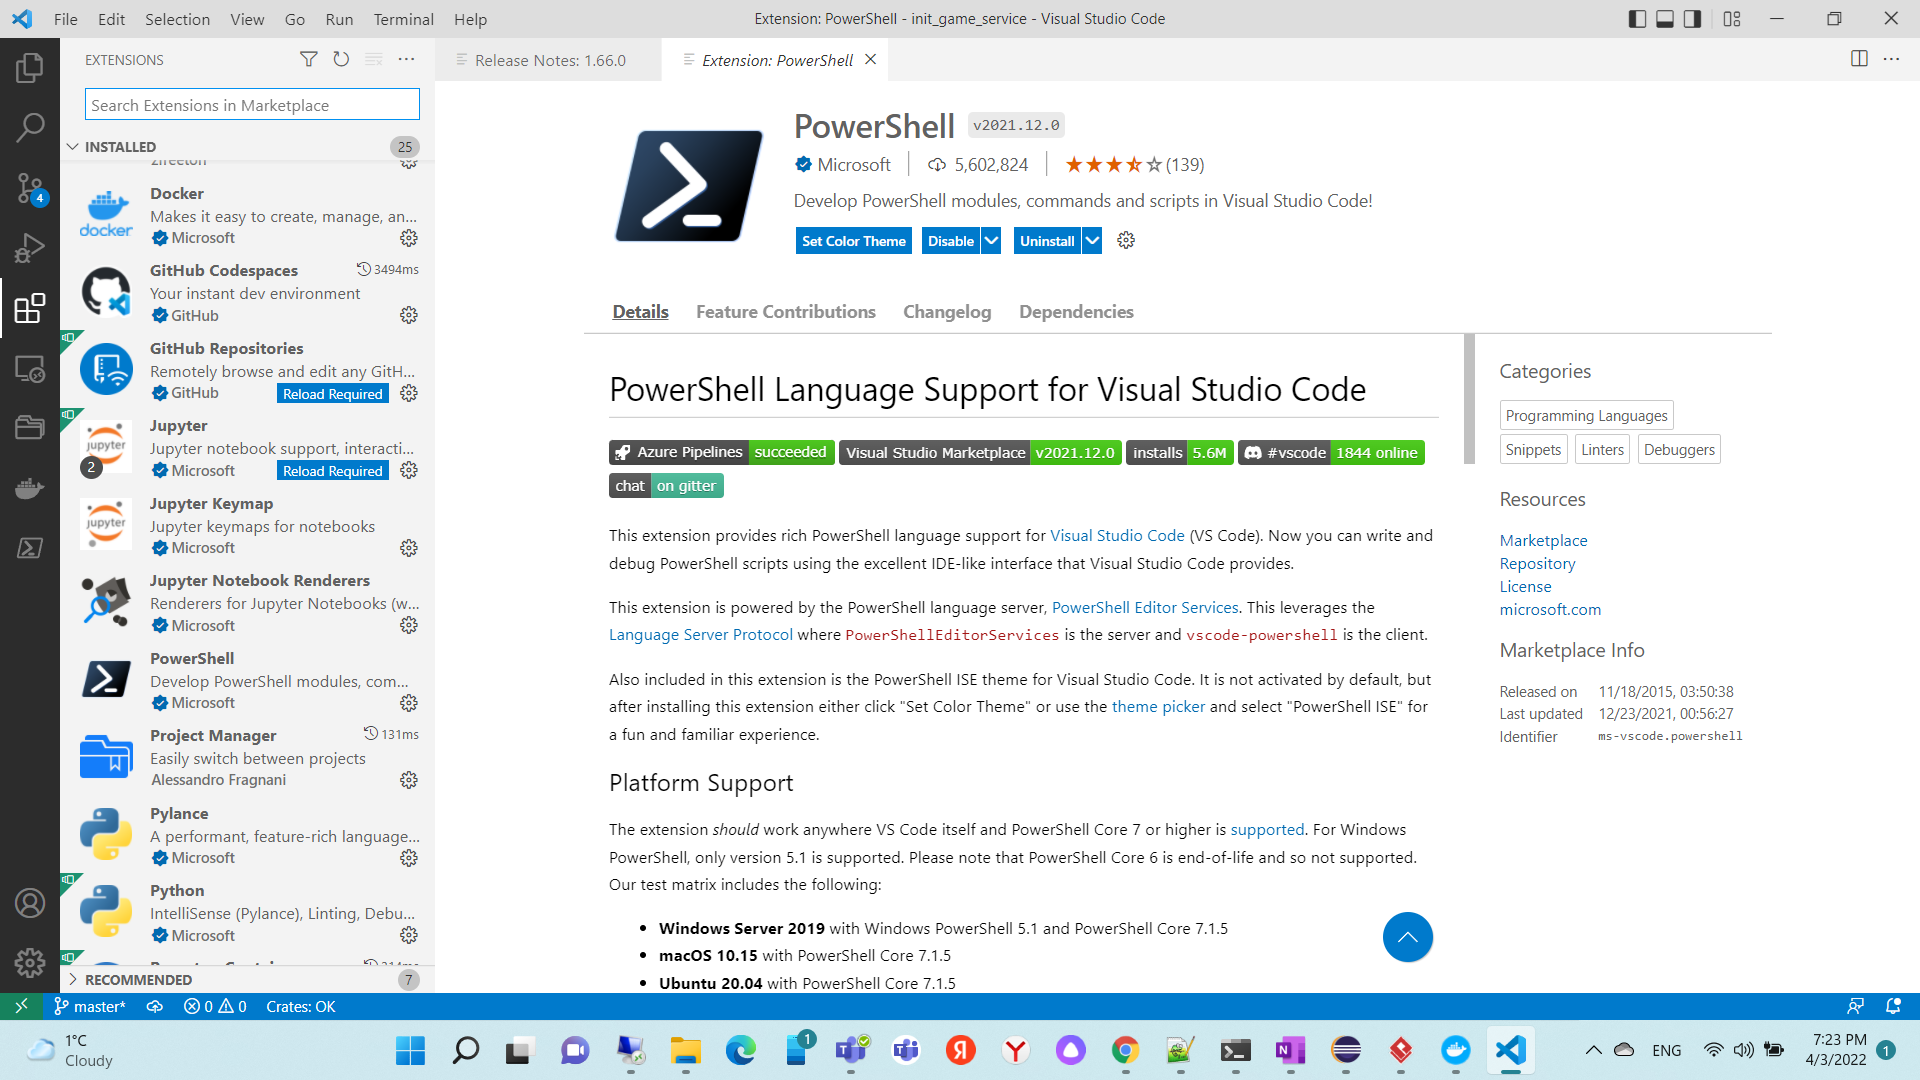 File Edit Selection View Go Run Terminal Help
Extension: PowerShell - init_game_service - Visual Studio Code
EXTENSIONS
Search Extensions in Marketplace
INSTALLED 25
Docker
Makes it easy to create, manage, an...
docker
Microsoft
GitHub Codespaces 3494ms
Your instant dev environment
GitHub
GitHub Repositories
Remotely browse and edit any GitH...
GitHub Reload Required
Jupyter
Jupyter notebook support, interacti...
jupyter
2
Microsoft Reload Required
Jupyter Keymap
Jupyter keymaps for notebooks
jupyter
Microsoft
Jupyter Notebook Renderers
Renderers for Jupyter Notebooks (w...
Microsoft
PowerShell
Develop PowerShell modules, com...
Microsoft
Project Manager 131ms
Easily switch between projects
Alessandro Fragnani
Pylance
A performant, feature-rich language...
Microsoft
Python
IntelliSense (Pylance), Linting, Debu...
Microsoft
RECOMMENDED 7
4
Release Notes: 1.66.0
Extension: PowerShell
PowerShell v2021.12.0
Microsoft 5,602,824 (139)
Develop PowerShell modules, commands and scripts in Visual Studio Code!
Set Color Theme Disable Uninstall
Details Feature Contributions Changelog Dependencies
PowerShell Language Support for Visual Studio Code
Azure Pipelines succeeded Visual Studio Marketplace v2021.12.0 installs 5.6M #vscode 1844 online
chat on gitter
This extension provides rich PowerShell language support for Visual Studio Code (VS Code). Now you can write and
debug PowerShell scripts using the excellent IDE-like interface that Visual Studio Code provides.
This extension is powered by the PowerShell language server, PowerShell Editor Services. This leverages the
Language Server Protocol where PowerShellEditorServices is the server and vscode-powershell is the client.
Also included in this extension is the PowerShell ISE theme for Visual Studio Code. It is not activated by default, but
after installing this extension either click "Set Color Theme" or use the theme picker and select "PowerShell ISE" for
a fun and familiar experience.
Platform Support
The extension should work anywhere VS Code itself and PowerShell Core 7 or higher is supported. For Windows
PowerShell, only version 5.1 is supported. Please note that PowerShell Core 6 is end-of-life and so not supported.
Our test matrix includes the following:
• Windows Server 2019 with Windows PowerShell 5.1 and PowerShell Core 7.1.5
• macOS 10.15 with PowerShell Core 7.1.5
• Ubuntu 20.04 with PowerShell Core 7.1.5
Categories
Programming Languages
Snippets Linters Debuggers
Resources
Marketplace
Repository
License
microsoft.com
Marketplace Info
Released on 11/18/2015, 03:50:38
Last updated 12/23/2021, 00:56:27
Identifier ms-vscode.powershell
master* 0 0 Crates: OK
1°C
Cloudy
1
ENG
7:23 PM
4/3/2022
1